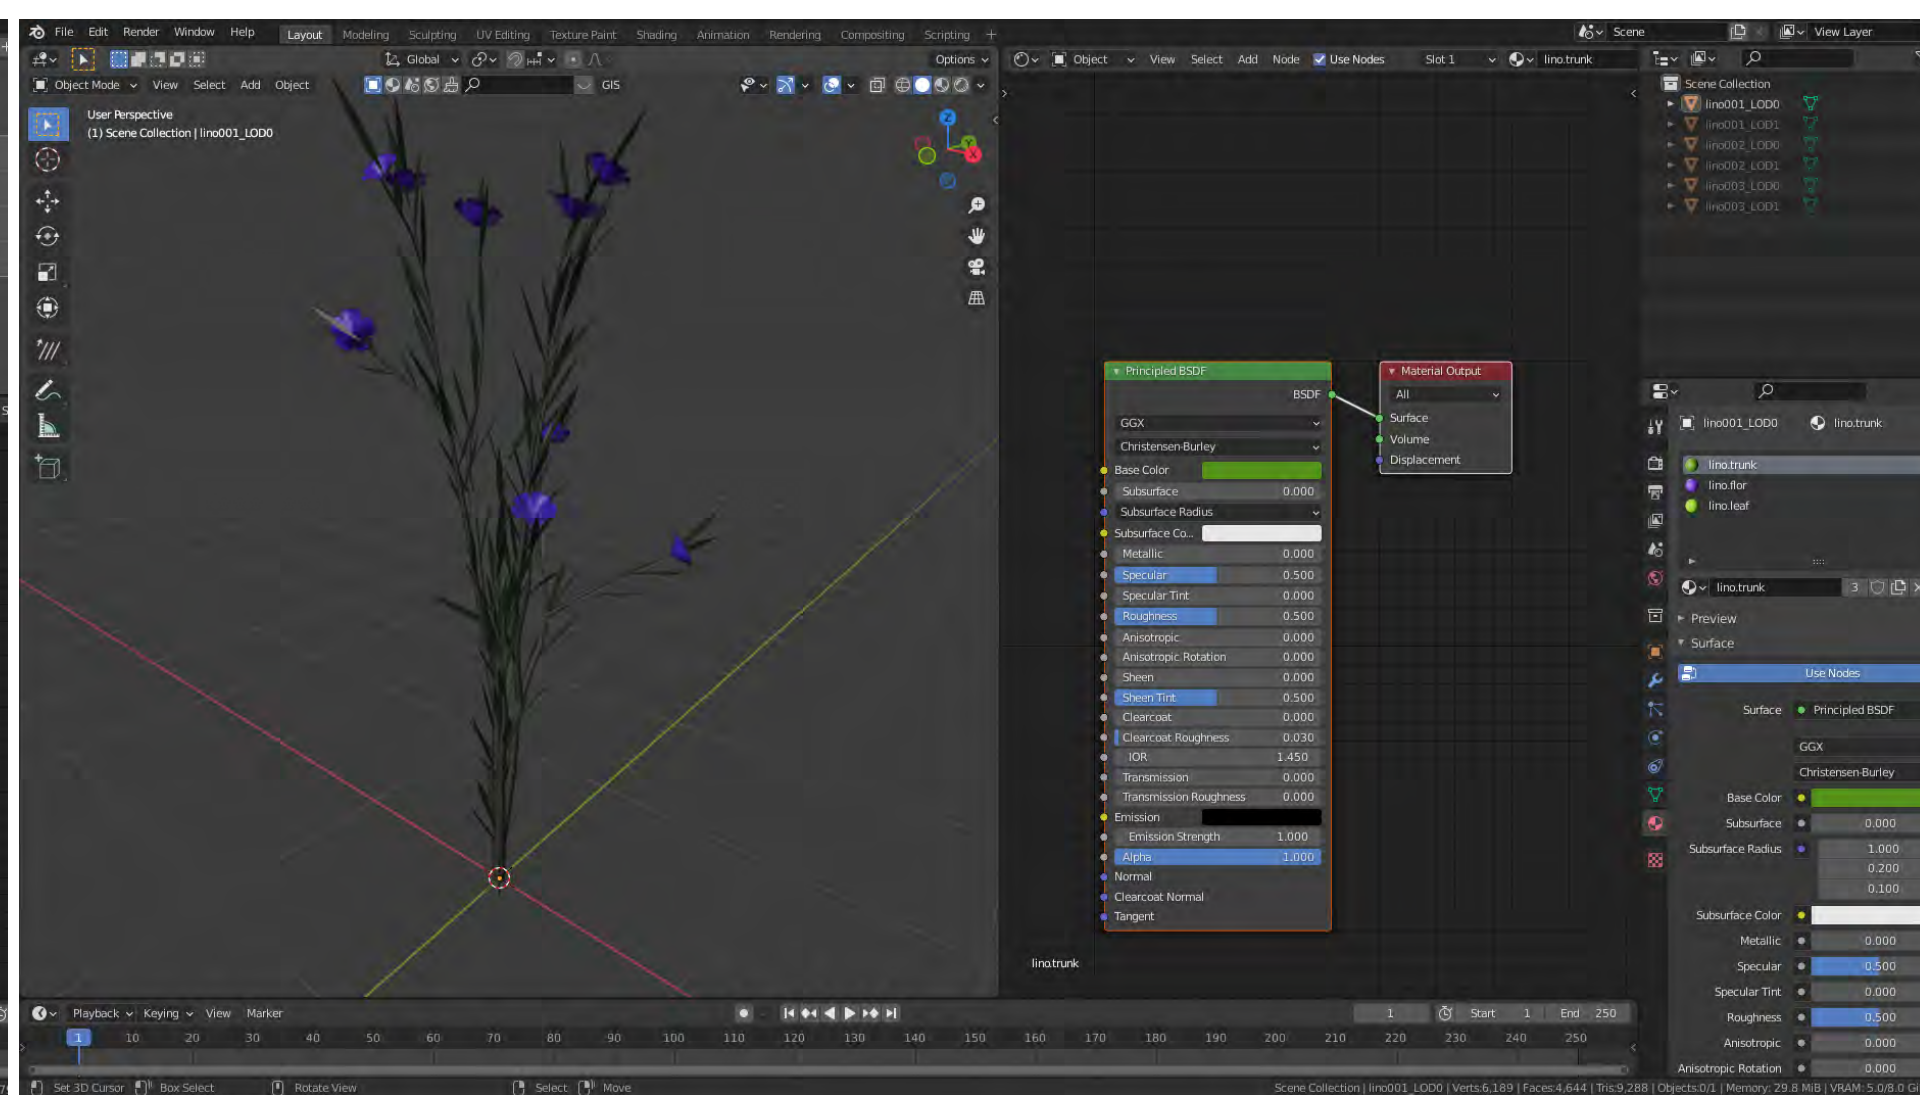 File Edit Render Window Help Layout Modeling Sculpting UV Editing Texture Paint Shading Animation Rendering Compositing Scripting + Scene View Layer
Global Options
Object View Select Add Node Use Nodes Slot 1 lino.trunk
Object Mode View Select Add Object GIS
User Perspective
(1) Scene Collection | lino001_LOD0
Z
Y
X
Scene Collection
lino001_LOD0
lino001_LOD1
lino002_LOD0
lino002_LOD1
lino003_LOD0
lino003_LOD1
Principled BSDF
BSDF
GGX
Christensen-Burley
Base Color
Subsurface 0.000
Subsurface Radius
Subsurface Co...
Metallic 0.000
Specular 0.500
Specular Tint 0.000
Roughness 0.500
Anisotropic 0.000
Anisotropic Rotation 0.000
Sheen 0.000
Sheen Tint 0.500
Clearcoat 0.000
Clearcoat Roughness 0.030
IOR 1.450
Transmission 0.000
Transmission Roughness 0.000
Emission
Emission Strength 1.000
Alpha 1.000
Normal
Clearcoat Normal
Tangent
Material Output
All
Surface
Volume
Displacement
lino.trunk
lino001_LOD0 lino.trunk
lino.trunk
lino.flor
lino.leaf
lino.trunk 3
Preview
Surface
Use Nodes
Surface Principled BSDF
GGX
Christensen-Burley
Base Color
Subsurface 0.000
Subsurface Radius 1.000
0.200
0.100
Subsurface Color
Metallic 0.000
Specular 0.500
Specular Tint 0.000
Roughness 0.500
Anisotropic 0.000
Anisotropic Rotation 0.000
Playback Keying View Marker 1 Start 1 End 250
1 10 20 30 40 50 60 70 80 90 100 110 120 130 140 150 160 170 180 190 200 210 220 230 240 250
Set 3D Cursor Box Select Rotate View Select Move
Scene Collection | lino001_LOD0 | Verts:6,189 | Faces:4,644 | Tris:9,288 | Objects:0/1 | Memory: 29.8 MiB | VRAM: 5.0/8.0 Gi